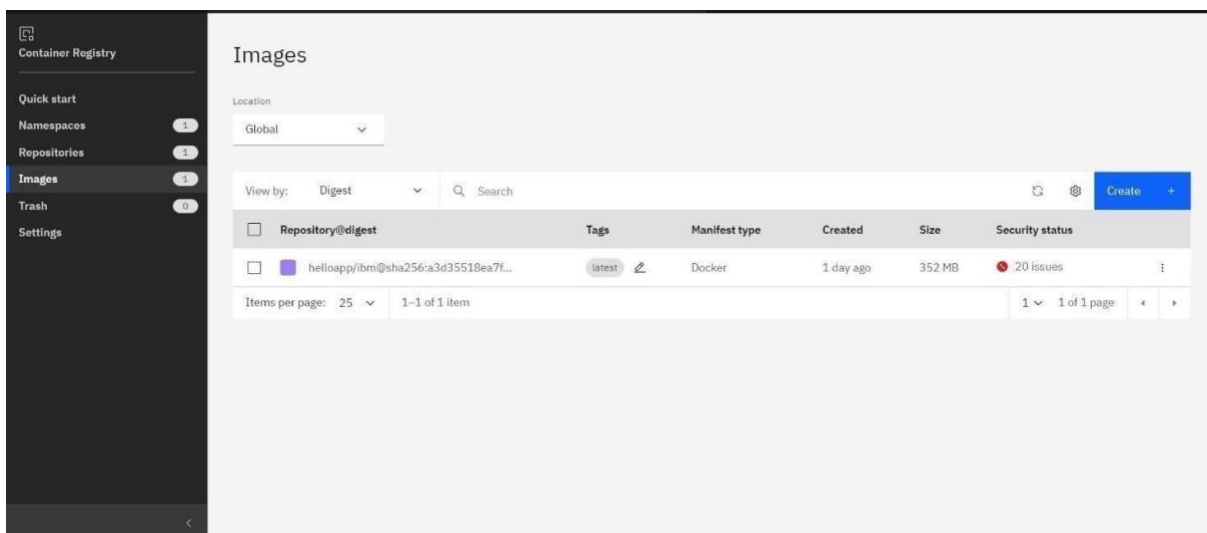 Container Registry
Quick start
Namespaces 1
Repositories 1
Images 1
Trash 0
Settings
Images
Location
Global
View by: Digest Search Create +
Repository@digest Tags Manifest type Created Size Security status
helloapp/ibm@sha256:a3d35518ea7f... latest Docker 1 day ago 352 MB 20 issues
Items per page: 25 1–1 of 1 item 1 1 of 1 page